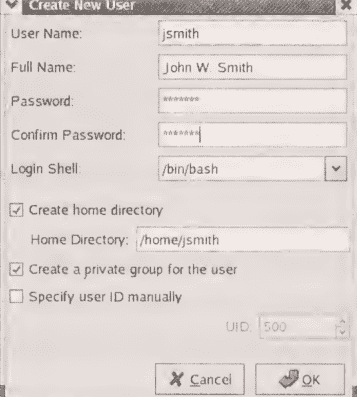 Create New User
User Name: jsmith
Full Name: John W. Smith
Password: *******
Confirm Password: *******
Login Shell: /bin/bash
Create home directory
Home Directory: /home/jsmith
Create a private group for the user
Specify user ID manually
UID: 500
Cancel OK